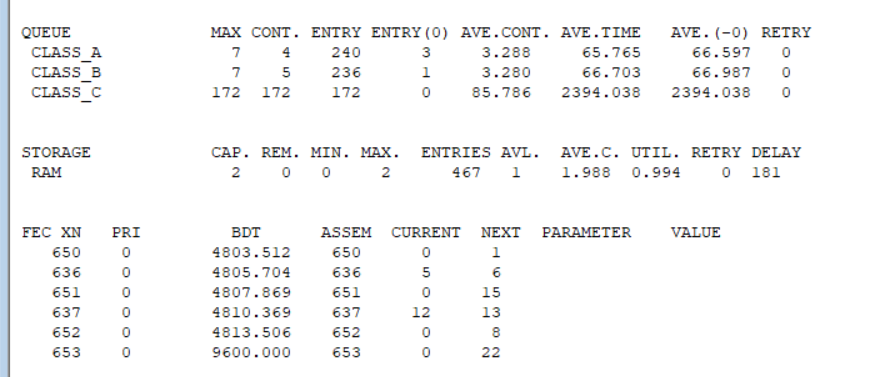 QUEUE MAX CONT. ENTRY ENTRY(0) AVE.CONT. AVE.TIME AVE.(-0) RETRY
CLASS_A 7 4 240 3 3.288 65.765 66.597 0
CLASS_B 7 5 236 1 3.280 66.703 66.987 0
CLASS_C 172 172 172 0 85.786 2394.038 2394.038 0
STORAGE CAP. REM. MIN. MAX. ENTRIES AVL. AVE.C. UTIL. RETRY DELAY
RAM 2 0 0 2 467 1 1.988 0.994 0 181
FEC XN PRI BDT ASSEM CURRENT NEXT PARAMETER VALUE
650 0 4803.512 650 0 1
636 0 4805.704 636 5 6
651 0 4807.869 651 0 15
637 0 4810.369 637 12 13
652 0 4813.506 652 0 8
653 0 9600.000 653 0 22